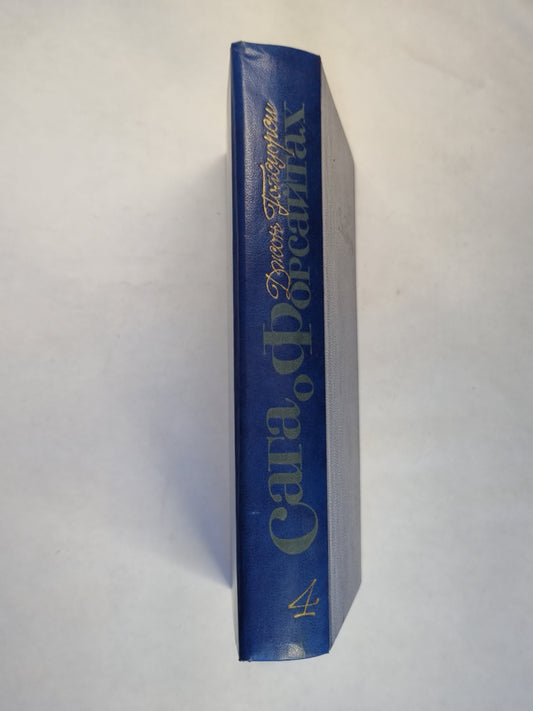 Джон Голсуорси
Сага о Форсайтах
4